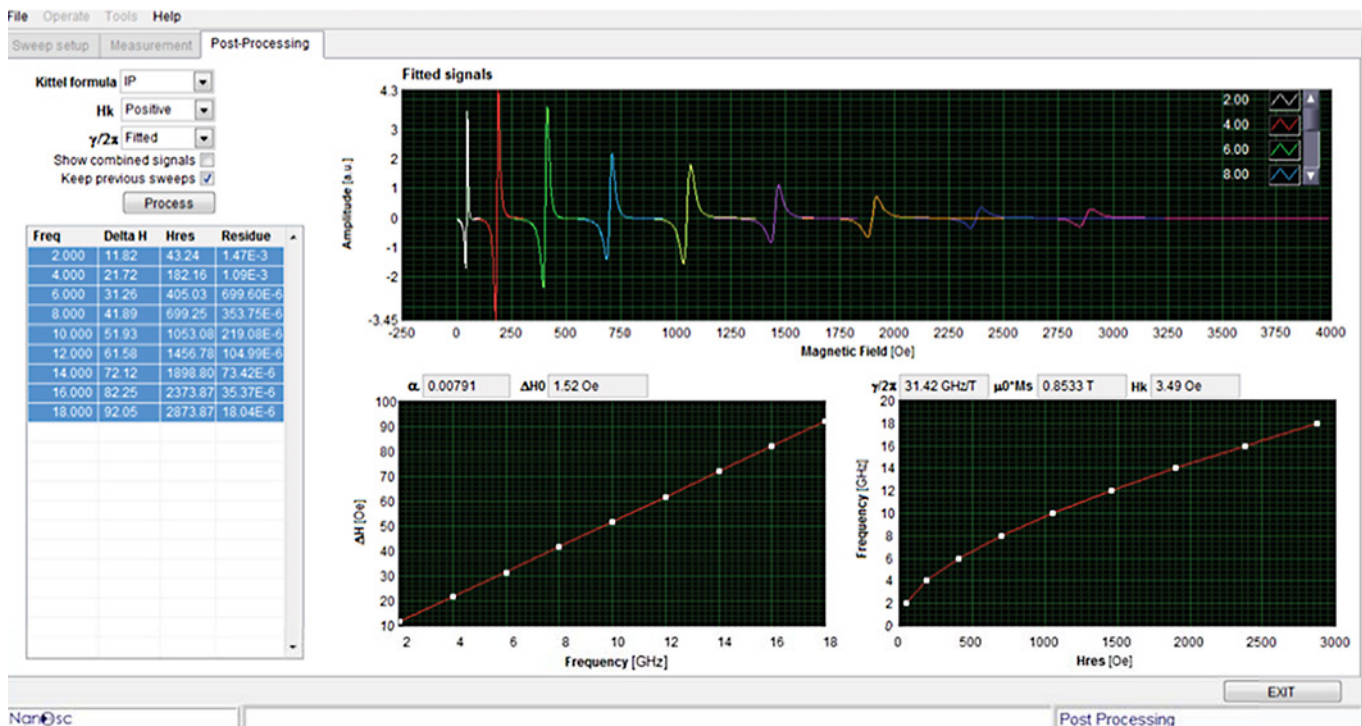 File Operate Tools Help
Sweep setup Measurement Post-Processing
Kittel formula IP
Hk Positive
γ/2π Fitted
Show combined signals
Keep previous sweeps
Process
Freq Delta H Hres Residue
2.000 11.82 43.24 1.47E-3
4.000 21.72 182.16 1.09E-3
6.000 31.26 405.03 699.60E-6
8.000 41.89 699.25 353.75E-6
10.000 51.93 1053.08 219.08E-6
12.000 61.58 1456.78 104.99E-6
14.000 72.12 1898.80 73.42E-6
16.000 82.25 2373.87 35.37E-6
18.000 92.05 2873.87 18.04E-6
Fitted signals
4.3
3
2
1
0
-1
-2
-3.45
Amplitude [a.u.]
2.00
4.00
6.00
8.00
-250 0 250 500 750 1000 1250 1500 1750 2000 2250 2500 2750 3000 3250 3500 3750 4000
Magnetic Field [Oe]
α 0.00791 ΔH0 1.52 Oe
100
90
80
70
60
50
40
30
20
10
ΔH [Oe]
2 4 6 8 10 12 14 16 18
Frequency [GHz]
γ/2π 31.42 GHz/T μ0*Ms 0.8533 T Hk 3.49 Oe
20
18
16
14
12
10
8
6
4
2
0
Frequency [GHz]
0 500 1000 1500 2000 2500 3000
Hres [Oe]
EXIT
NanOsc
Post Processing